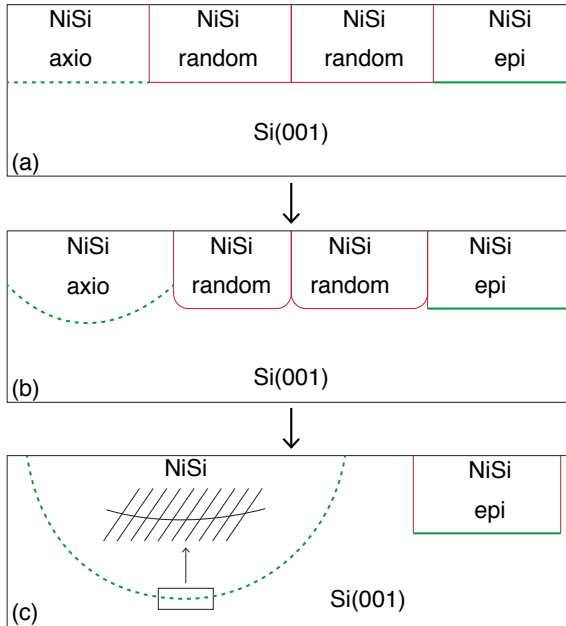 NiSi NiSi NiSi NiSi
axio random random epi
Si(001)
(a)
NiSi NiSi NiSi NiSi
axio random random epi
Si(001)
(b)
NiSi NiSi
epi
Si(001)
(c)